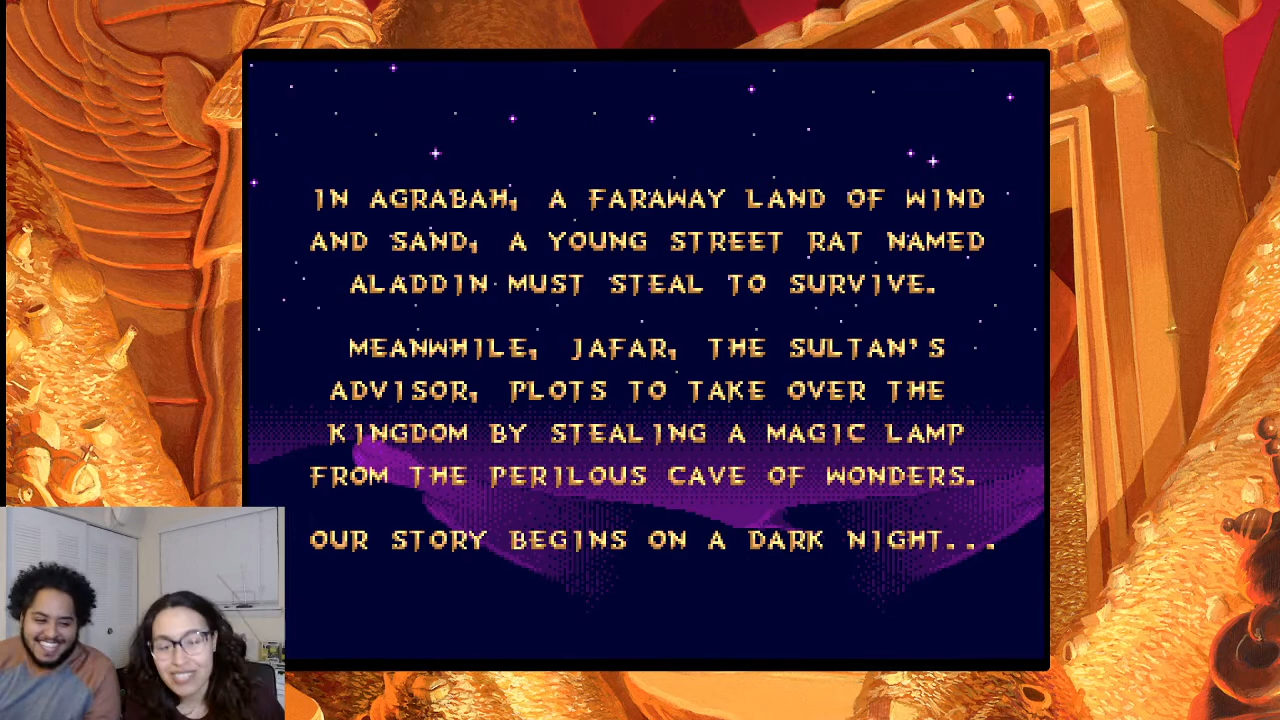 IN AGRABAH, A FARAWAY LAND OF WIND
AND SAND, A YOUNG STREET RAT NAMED
ALADDIN MUST STEAL TO SURVIVE.
MEANWHILE, JAFAR, THE SULTAN'S
ADVISOR, PLOTS TO TAKE OVER THE
KINGDOM BY STEALING A MAGIC LAMP
FROM THE PERILOUS CAVE OF WONDERS.
OUR STORY BEGINS ON A DARK NIGHT...